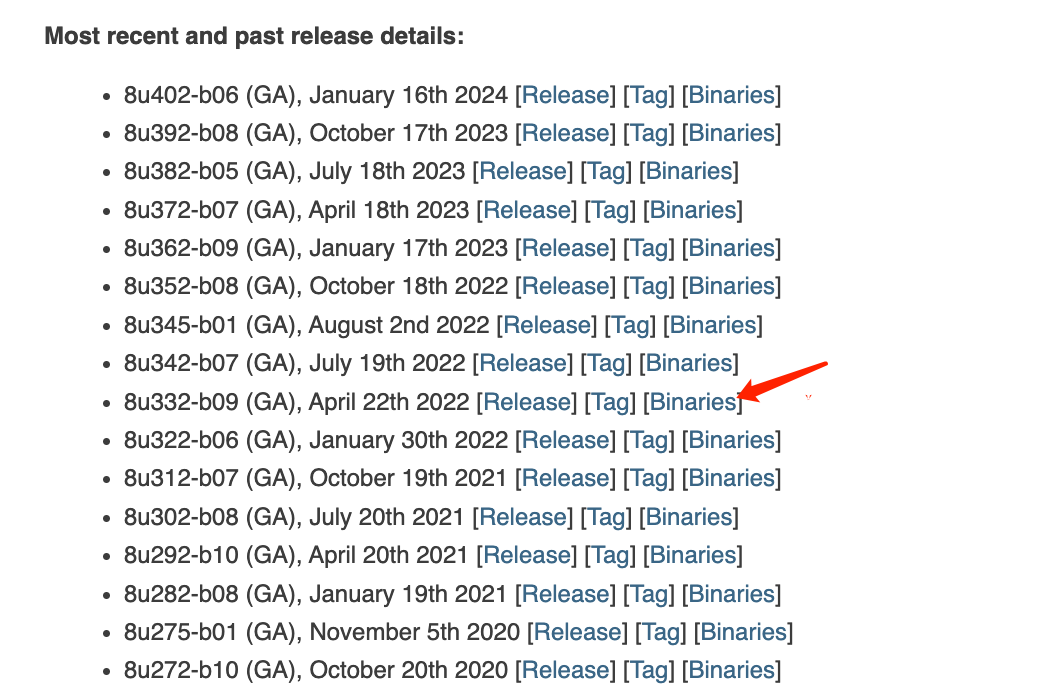 Most recent and past release details:
• 8u402-b06 (GA), January 16th 2024 [Release] [Tag] [Binaries]
• 8u392-b08 (GA), October 17th 2023 [Release] [Tag] [Binaries]
• 8u382-b05 (GA), July 18th 2023 [Release] [Tag] [Binaries]
• 8u372-b07 (GA), April 18th 2023 [Release] [Tag] [Binaries]
• 8u362-b09 (GA), January 17th 2023 [Release] [Tag] [Binaries]
• 8u352-b08 (GA), October 18th 2022 [Release] [Tag] [Binaries]
• 8u345-b01 (GA), August 2nd 2022 [Release] [Tag] [Binaries]
• 8u342-b07 (GA), July 19th 2022 [Release] [Tag] [Binaries]
• 8u332-b09 (GA), April 22th 2022 [Release] [Tag] [Binaries]
• 8u322-b06 (GA), January 30th 2022 [Release] [Tag] [Binaries]
• 8u312-b07 (GA), October 19th 2021 [Release] [Tag] [Binaries]
• 8u302-b08 (GA), July 20th 2021 [Release] [Tag] [Binaries]
• 8u292-b10 (GA), April 20th 2021 [Release] [Tag] [Binaries]
• 8u282-b08 (GA), January 19th 2021 [Release] [Tag] [Binaries]
• 8u275-b01 (GA), November 5th 2020 [Release] [Tag] [Binaries]
• 8u272-b10 (GA), October 20th 2020 [Release] [Tag] [Binaries]